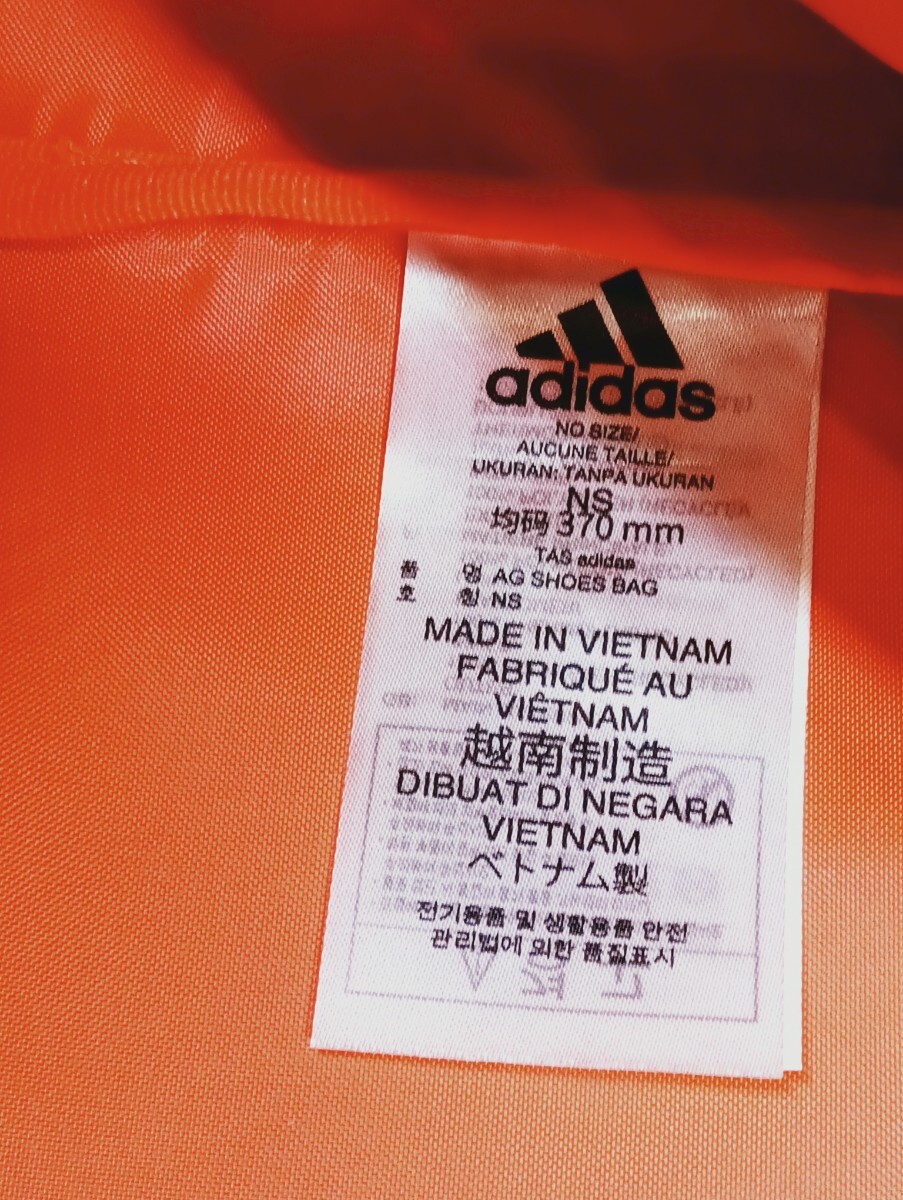 adidas
NO SIZE/
AUCUNE TAILLE/
UKURAN: TANPA UKURAN
NS
均码 370 mm
TAS adidas
품 명 AG SHOES BAG
호 칭 NS
MADE IN VIETNAM
FABRIQUÉ AU
VIÊTNAM
越南制造
DIBUAT DI NEGARA
VIETNAM
ベトナム製
전기용품 및 생활용품 안전
관리법에 의한 품질표시